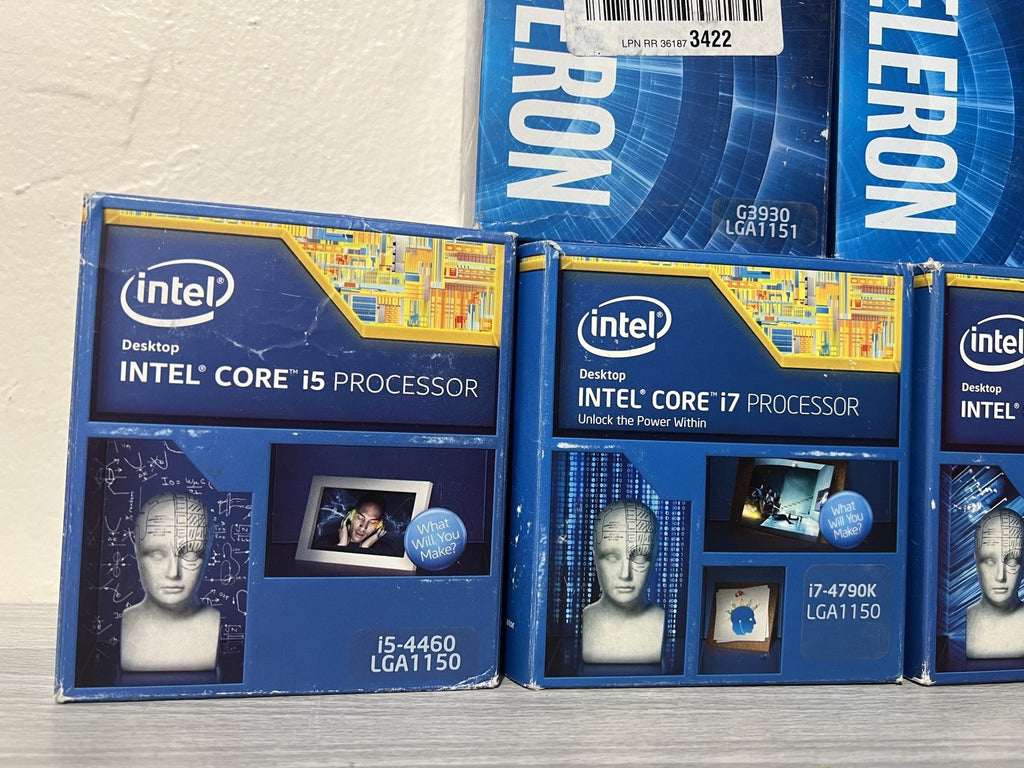 LPN RR 36187 3422
ELERON
G3930
LGA1151
intel®
Desktop
INTEL® CORE™ i5 PROCESSOR
What
Will You
Make?
i5-4460
LGA1150
intel®
Desktop
INTEL® CORE™ i7 PROCESSOR
Unlock the Power Within
What
Will You
Make?
i7-4790K
LGA1150
intel
Desktop
INTEL®